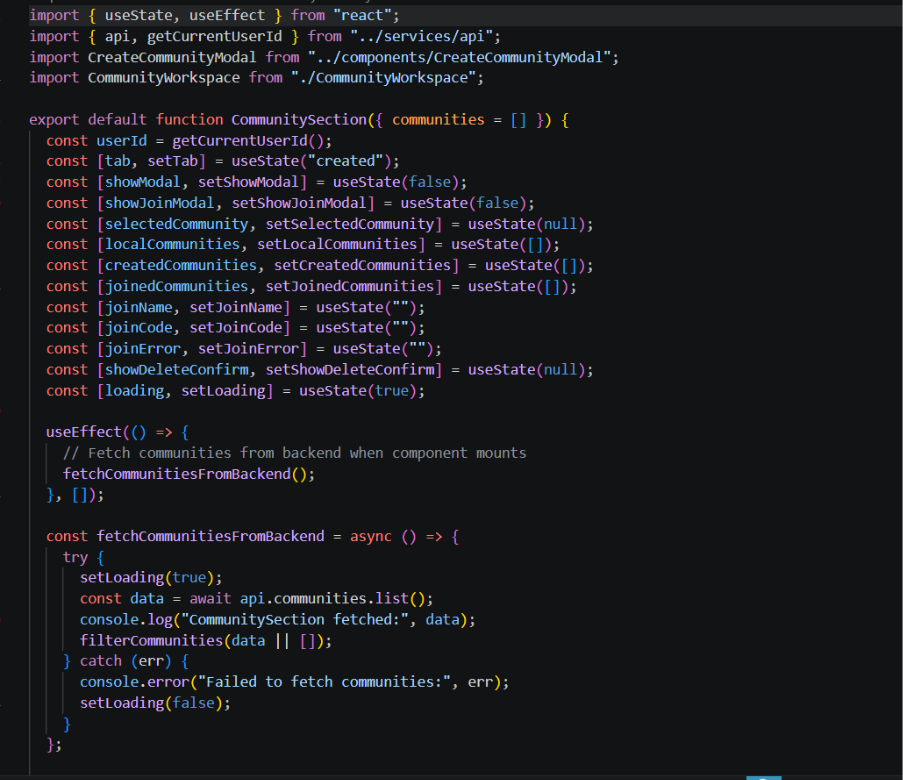 import { useState, useEffect } from "react";
import { api, getCurrentUserId } from "../services/api";
import CreateCommunityModal from "../components/CreateCommunityModal";
import CommunityWorkspace from "./CommunityWorkspace";

export default function CommunitySection({ communities = [] }) {
  const userId = getCurrentUserId();
  const [tab, setTab] = useState("created");
  const [showModal, setShowModal] = useState(false);
  const [showJoinModal, setShowJoinModal] = useState(false);
  const [selectedCommunity, setSelectedCommunity] = useState(null);
  const [localCommunities, setLocalCommunities] = useState([]);
  const [createdCommunities, setCreatedCommunities] = useState([]);
  const [joinedCommunities, setJoinedCommunities] = useState([]);
  const [joinName, setJoinName] = useState("");
  const [joinCode, setJoinCode] = useState("");
  const [joinError, setJoinError] = useState("");
  const [showDeleteConfirm, setShowDeleteConfirm] = useState(null);
  const [loading, setLoading] = useState(true);

  useEffect(() => {
    // Fetch communities from backend when component mounts
    fetchCommunitiesFromBackend();
  }, []);

  const fetchCommunitiesFromBackend = async () => {
    try {
      setLoading(true);
      const data = await api.communities.list();
      console.log("CommunitySection fetched:", data);
      filterCommunities(data || []);
    } catch (err) {
      console.error("Failed to fetch communities:", err);
      setLoading(false);
    }
  };